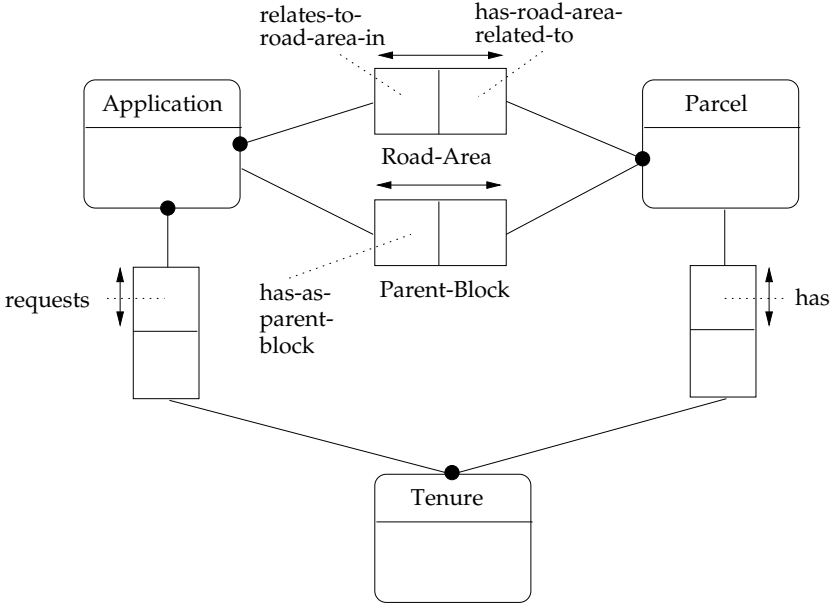 relates-to-
road-area-in
has-road-area-
related-to
Application
Parcel
Road-Area
requests
has-as-
parent-
block
Parent-Block
has
Tenure